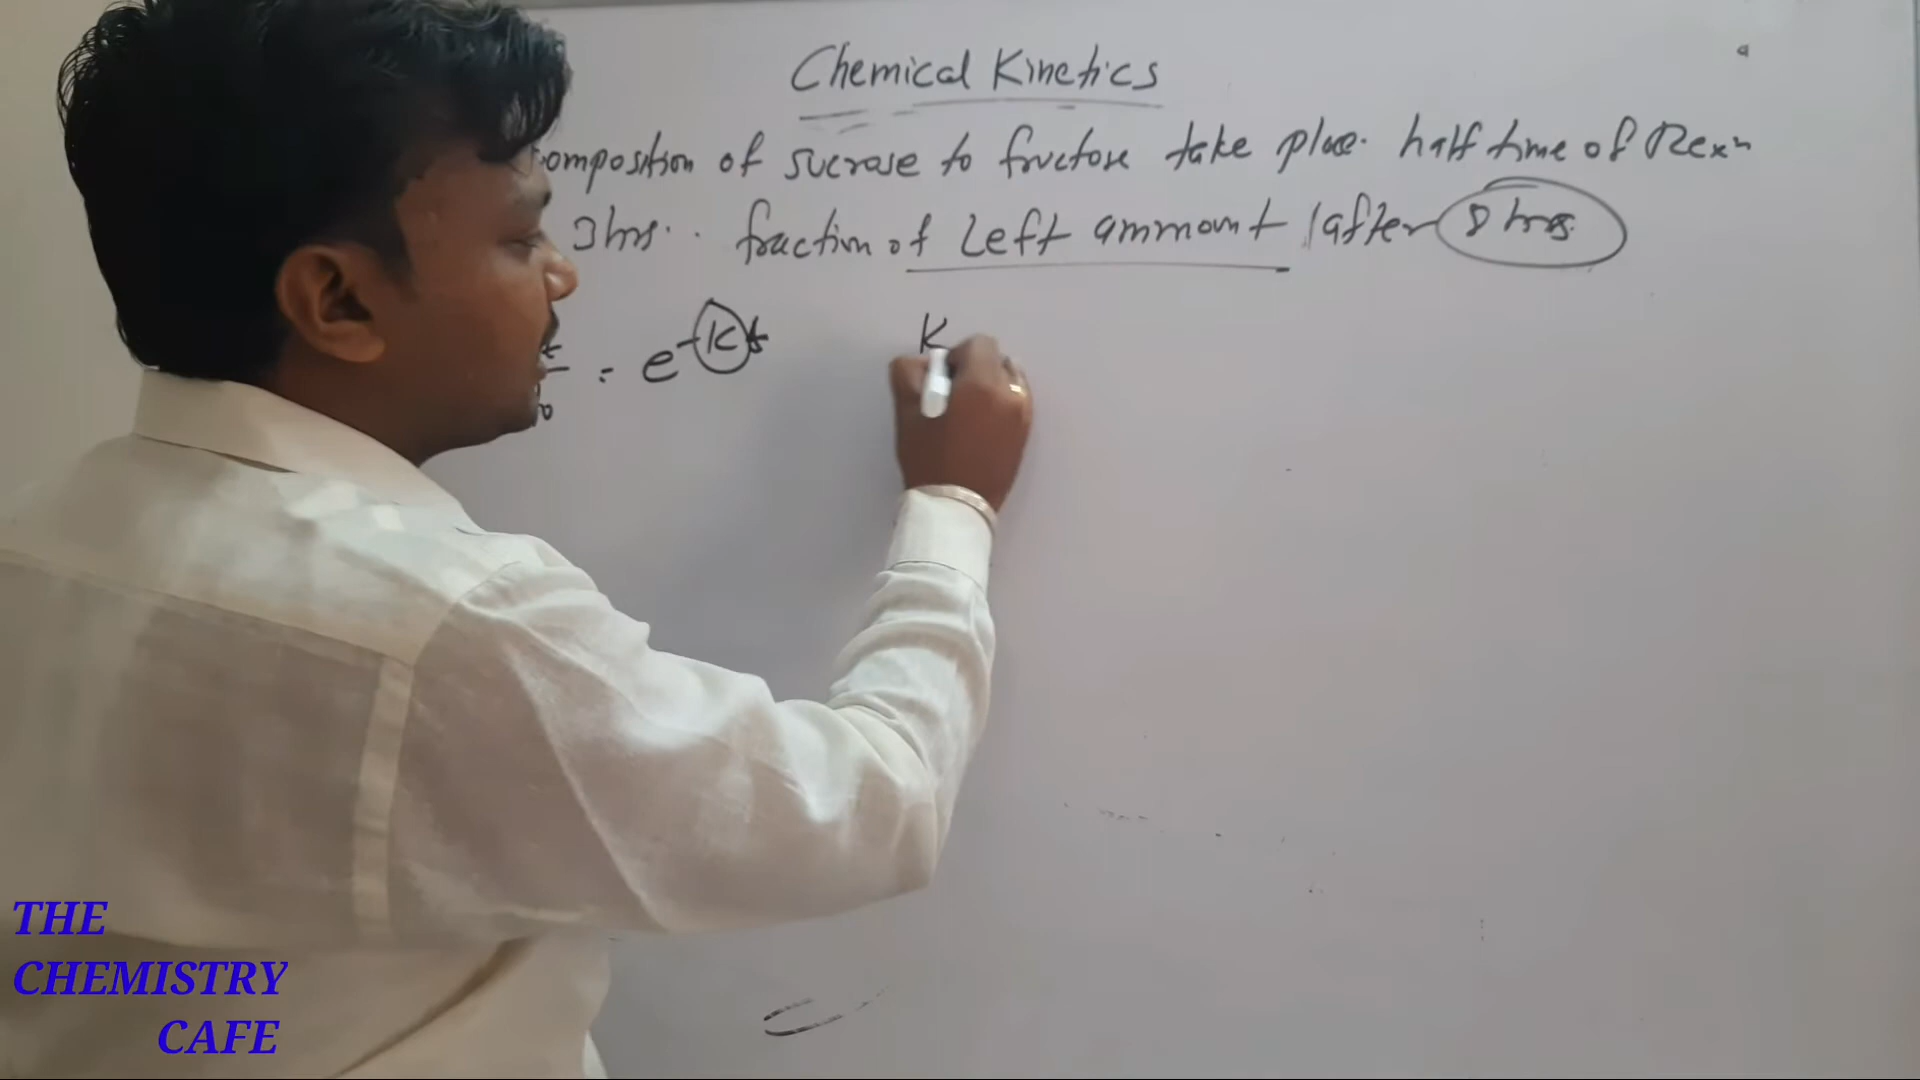 Chemical Kinetics
composition of sucrose to fructose take place. half time of Rexn
3 hrs.. fraction of Left ammount after 8 hrs.
= e^-kt K
THE
CHEMISTRY
CAFE